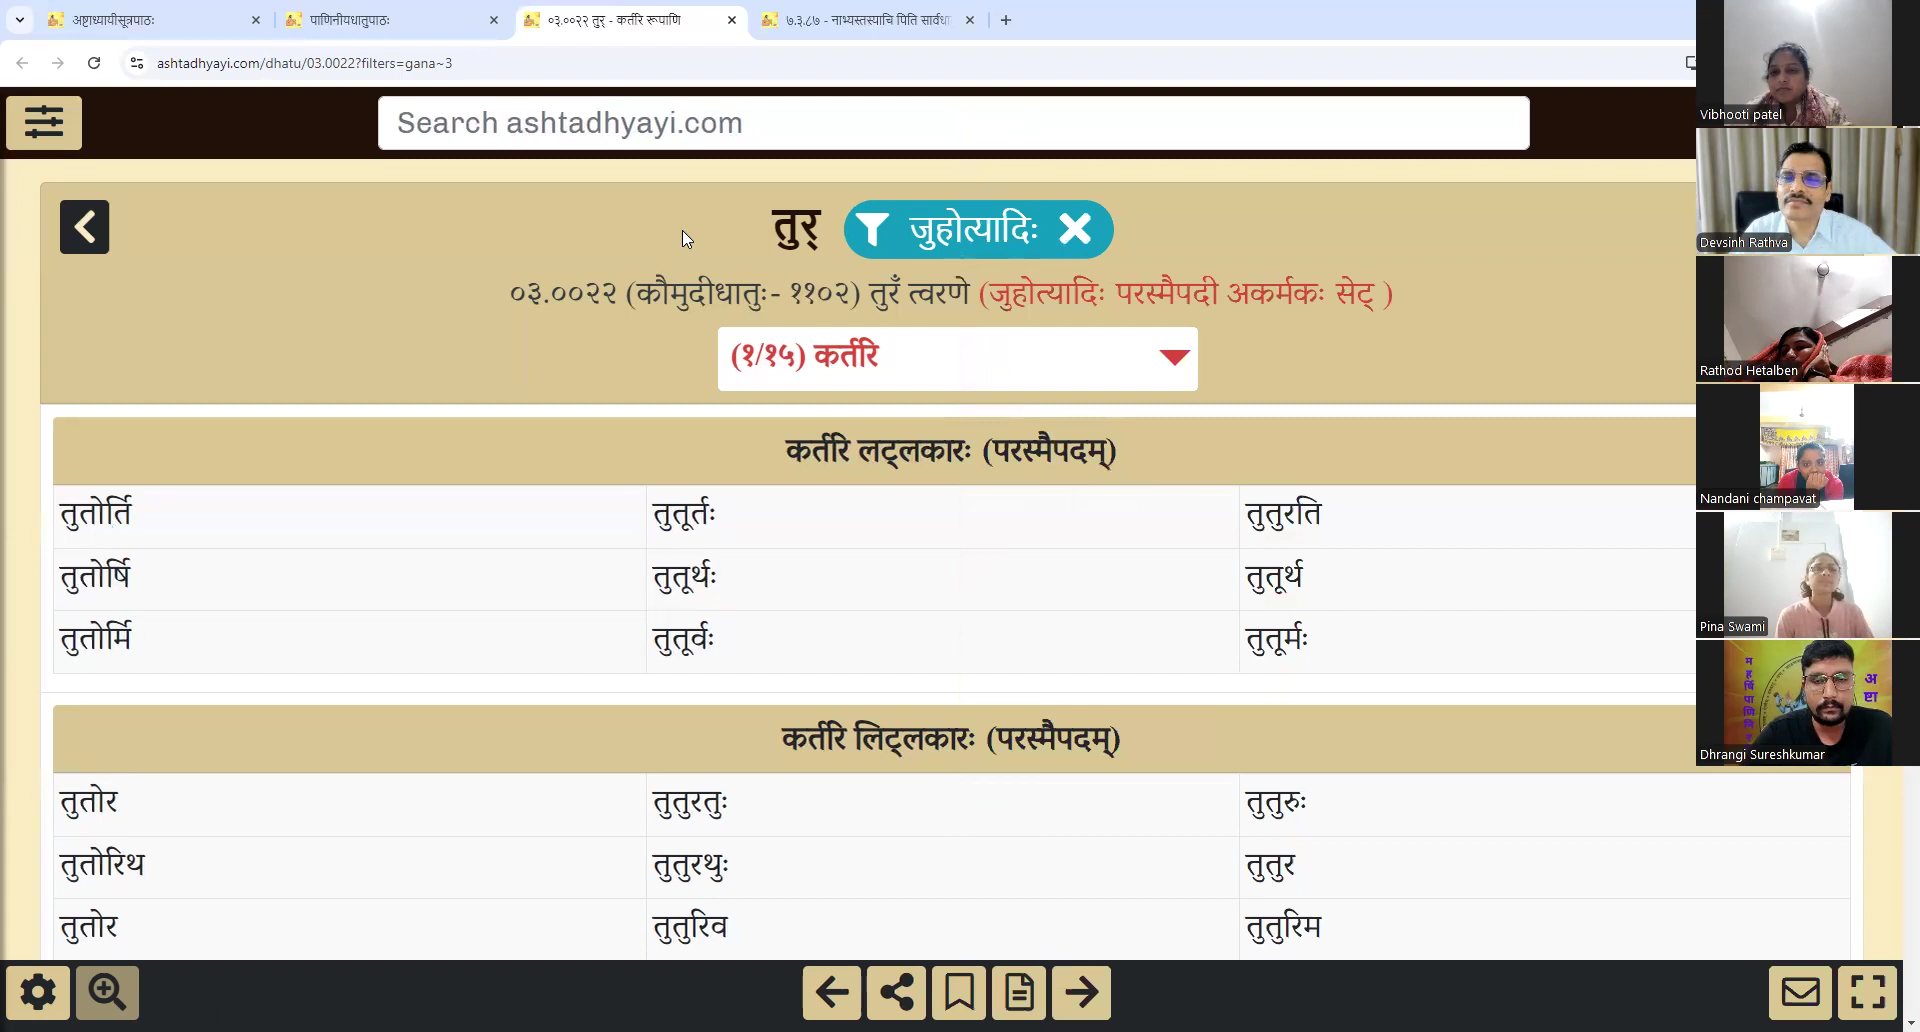 अष्टाध्यायीसूत्रपाठः
पाणिनीयधातुपाठः
०३.००२२ तुर् - कर्तरि रूपाणि
७.३.८७ - नाभ्यस्तस्याचि पिति सार्वधा
ashtadhyayi.com/dhatu/03.0022?filters=gana~3
Search ashtadhyayi.com
तुर् जुहोत्यादिः
०३.००२२ (कौमुदीधातुः- ११०२) तुरँ त्वरणे (जुहोत्यादिः परस्मैपदी अकर्मकः सेट् )
(१/१५) कर्तरि
कर्तरि लट्लकारः (परस्मैपदम्)
तुतोर्ति तुतूर्तः तुतुरति
तुतोर्षि तुतूर्थः तुतूर्थ
तुतोर्मि तुतूर्वः तुतूर्मः
कर्तरि लिट्लकारः (परस्मैपदम्)
तुतोर तुतुरतुः तुतुरुः
तुतोरिथ तुतुरथुः तुतुर
तुतोर तुतुरिव तुतुरिम
Vibhooti patel
Devsinh Rathva
Rathod Hetalben
Nandani champavat
Pina Swami
अ
ष्टा
Dhrangi Sureshkumar